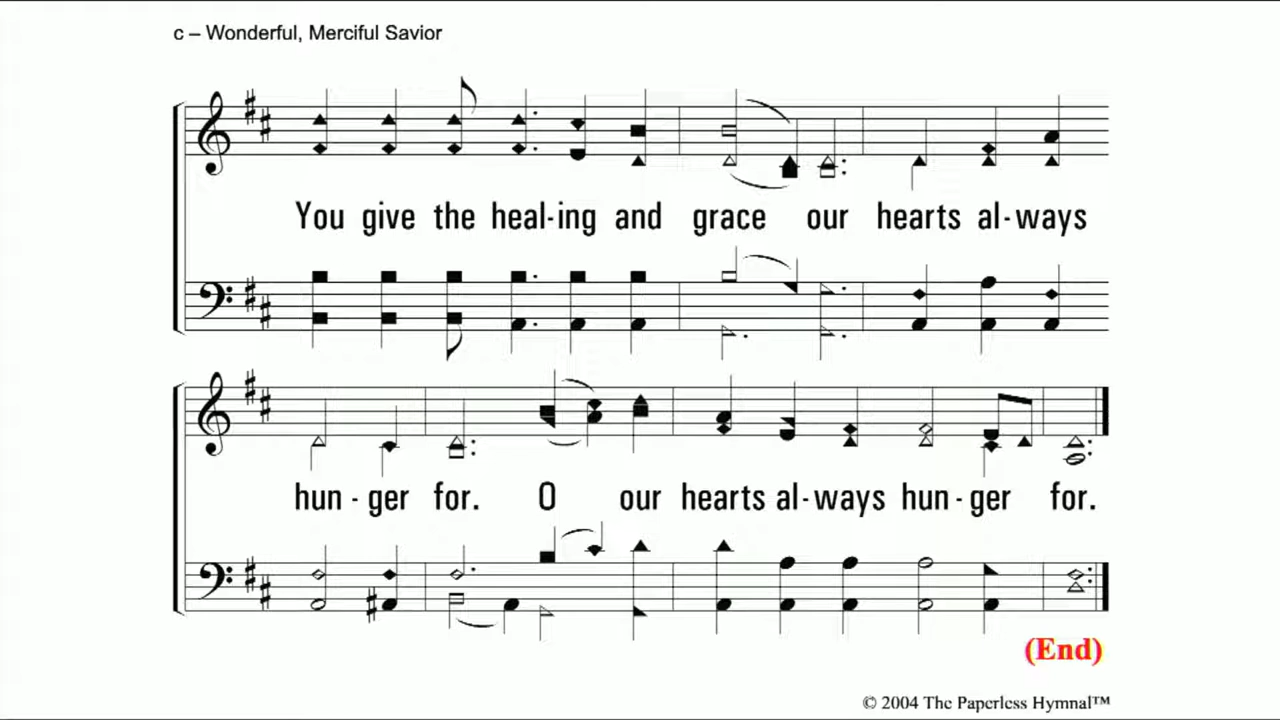 c – Wonderful, Merciful Savior
You give the heal-ing and grace our hearts al-ways
hun - ger for. O our hearts al-ways hun - ger for.
(End)
© 2004 The Paperless Hymnal™